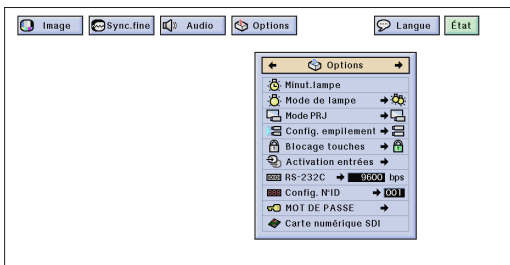 Image Sync.fine Audio Options Langue État
Options
Minut.lampe
Mode de lampe
Mode PRJ
Config. empilement
Blocage touches
Activation entrées
RS-232C 9600 bps
Config. N'ID 001
MOT DE PASSE
Carte numérique SDI